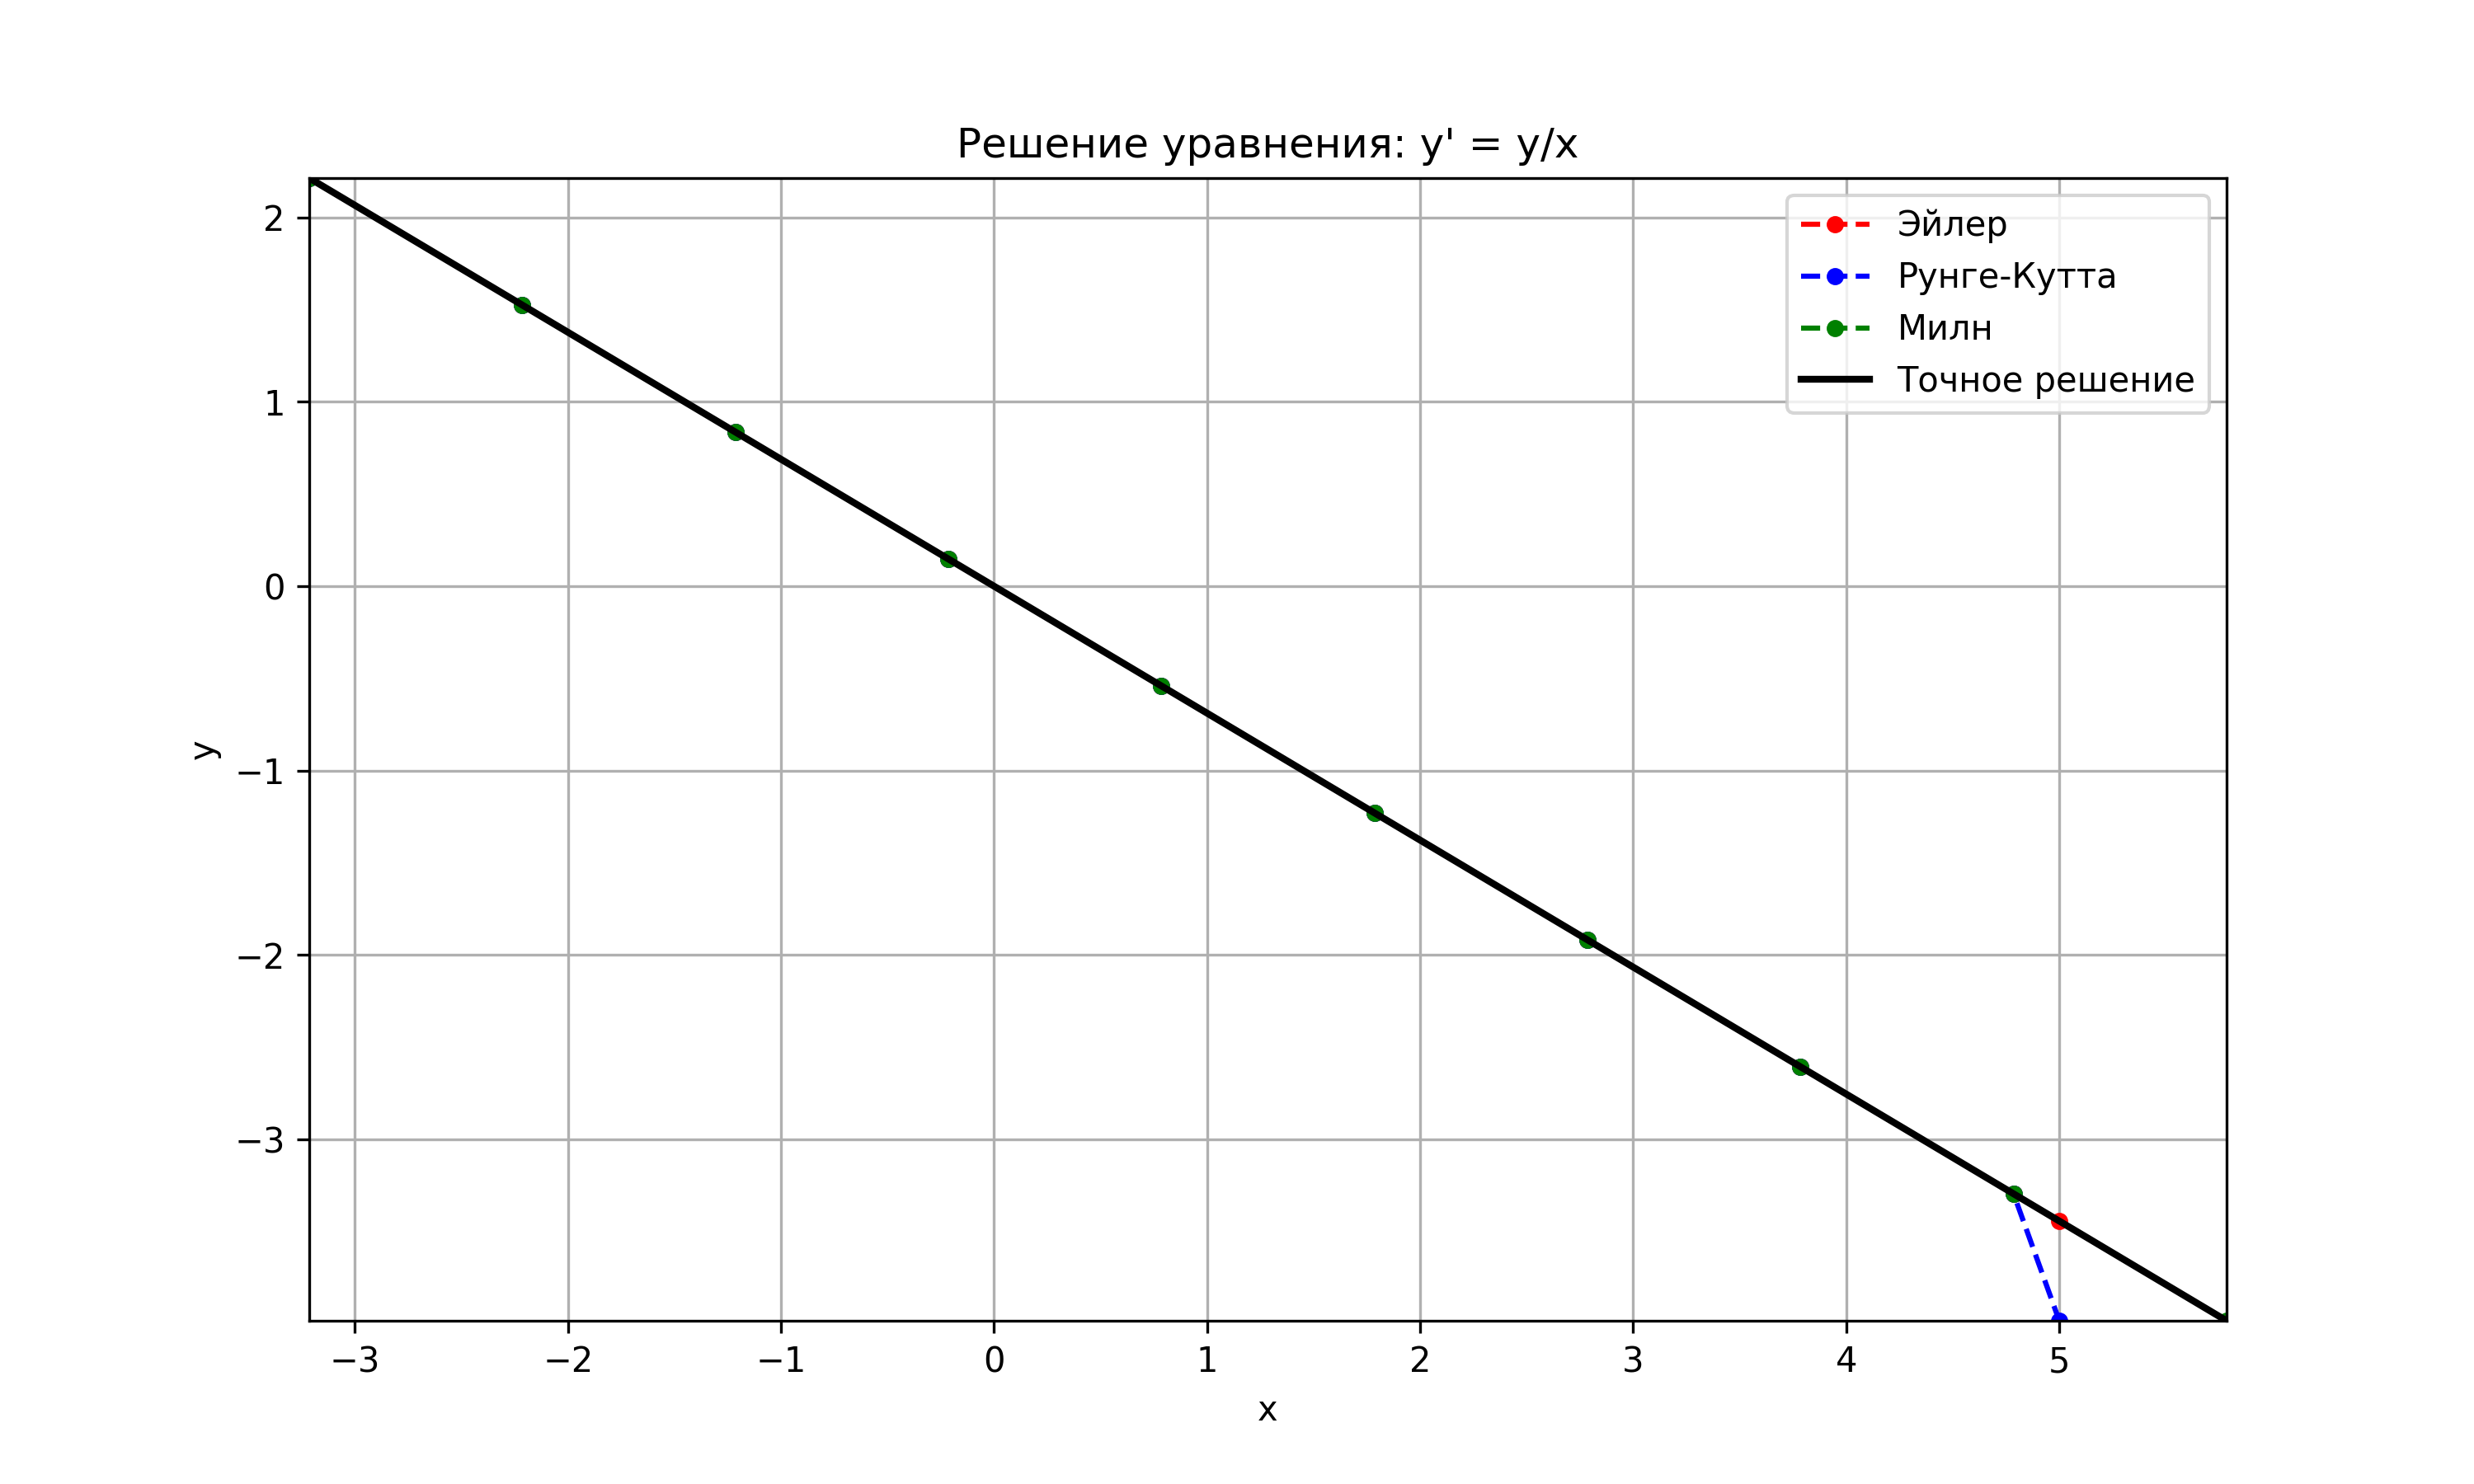 Решение уравнения: y' = y/x
Эйлер
Рунге-Кутта
Милн
Точное решение
2
1
0
−1
−2
−3
y
−3
−2
−1
0
1
2
3
4
5
x